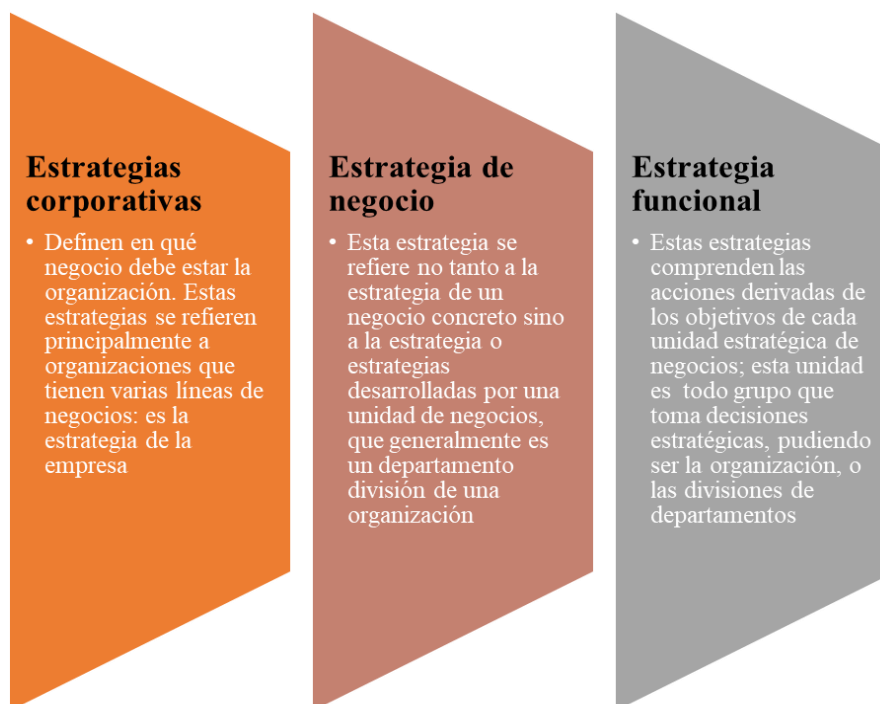 Estrategias
corporativas
• Definen en qué
negocio debe estar la
organización. Estas
estrategias se refieren
principalmente a
organizaciones que
tienen varias líneas de
negocios: es la
estrategia de la
empresa
Estrategia de
negocio
• Esta estrategia se
refiere no tanto a la
estrategia de un
negocio concreto sino
a la estrategia o
estrategias
desarrolladas por una
unidad de negocios,
que generalmente es
un departamento
división de una
organización
Estrategia
funcional
• Estas estrategias
comprenden las
acciones derivadas de
los objetivos de cada
unidad estratégica de
negocios; esta unidad
es todo grupo que
toma decisiones
estratégicas, pudiendo
ser la organización, o
las divisiones de
departamentos